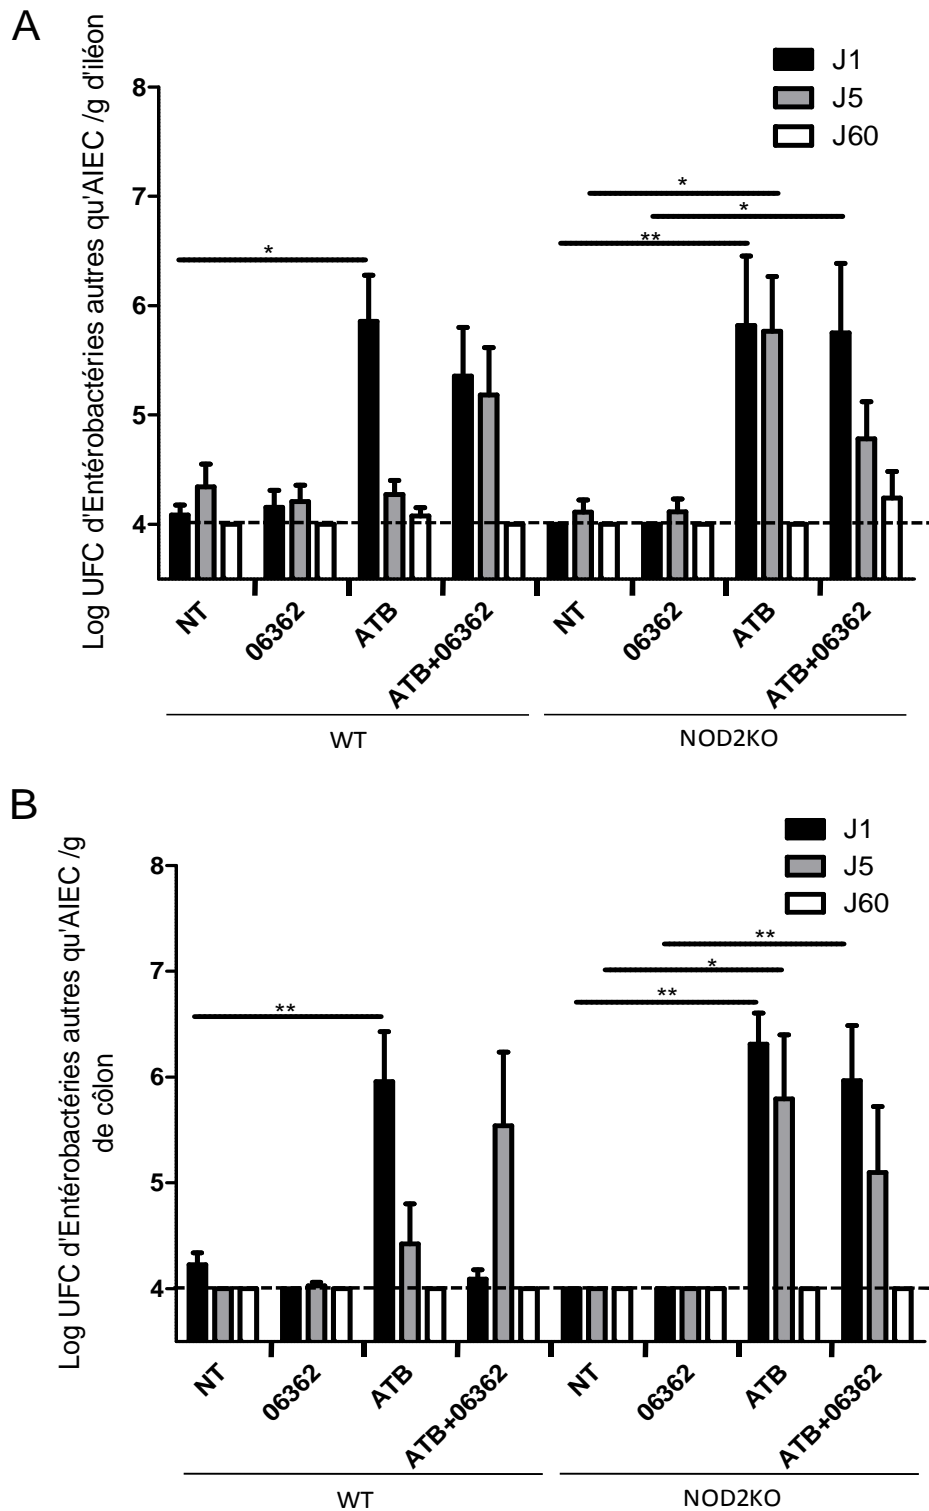 A
Log UFC d'Entérobactéries autres qu'AIEC /g d'iléon
J1
J5
J60
8
7
6
5
4
*
*
*
**
NT
06362
ATB
ATB+06362
NT
06362
ATB
ATB+06362
WT
NOD2KO
B
Log UFC d'Entérobactéries autres qu'AIEC /g
de côlon
J1
J5
J60
8
7
6
5
4
**
**
*
**
NT
06362
ATB
ATB+06362
NT
06362
ATB
ATB+06362
WT
NOD2KO